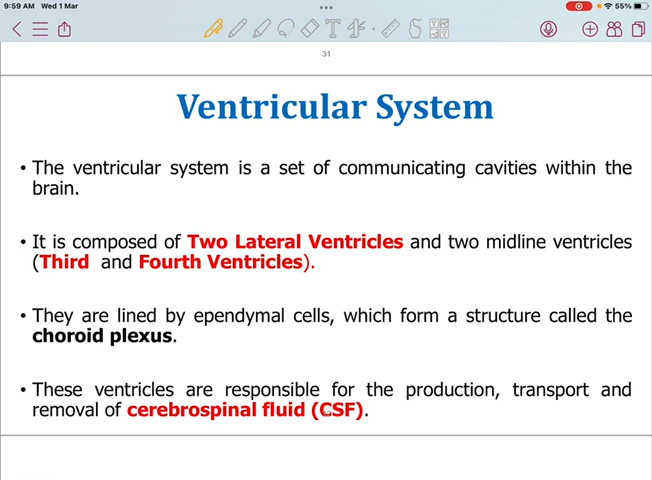 9:59 AM Wed 1 Mar
55%
31
Ventricular System
• The ventricular system is a set of communicating cavities within the
brain.
• It is composed of Two Lateral Ventricles and two midline ventricles
(Third and Fourth Ventricles).
• They are lined by ependymal cells, which form a structure called the
choroid plexus.
• These ventricles are responsible for the production, transport and
removal of cerebrospinal fluid (CSF).